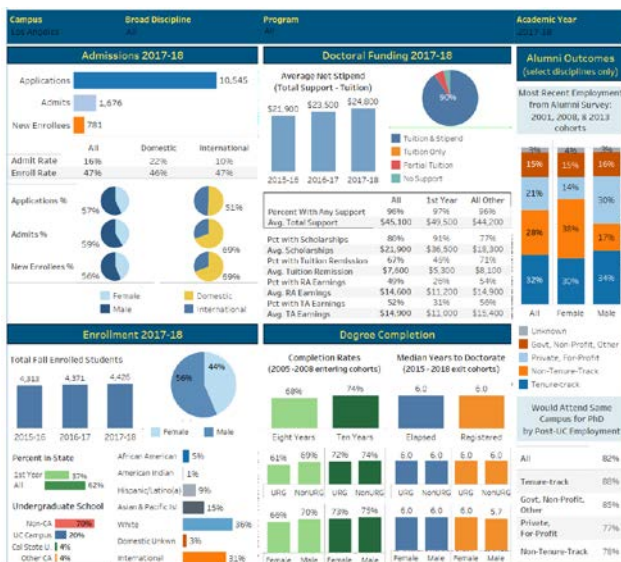 Campus Broad Discipline Program Academic Year
Los Angeles All All 2017-18
Admissions 2017-18
Applications 10,545
Admits 1,676
New Enrollees 781
All Domestic International
Admit Rate 16% 22% 10%
Enroll Rate 47% 46% 47%
Applications % 57% 51%
Admits % 59% 69%
New Enrollees % 56% 69%
Female Domestic
Male International
Doctoral Funding 2017-18
Average Net Stipend
(Total Support - Tuition)
$21,900 $23,500 $24,800
2015-16 2016-17 2017-18
90%
Tuition & Stipend
Tuition Only
Partial Tuition
No Support
All 1st Year All Other
Percent With Any Support 96% 97% 96%
Avg. Total Support $45,100 $49,500 $44,200
Pct with Scholarships 80% 91% 77%
Avg. Scholarships $21,900 $36,500 $18,300
Pct with Tuition Remission 67% 46% 71%
Avg. Tuition Remission $7,600 $5,300 $8,100
Pct with RA Earnings 49% 26% 54%
Avg. RA Earnings $14,600 $11,200 $14,900
Pct with TA Earnings 52% 31% 56%
Avg. TA Earnings $14,900 $11,000 $15,400
Alumni Outcomes
(select disciplines only)
Most Recent Employment
from Alumni Survey:
2001, 2008, & 2013
cohorts
3% 4% 3%
15% 15% 16%
21% 14% 30%
28% 38% 17%
32% 30% 34%
All Female Male
Unknown
Govt, Non-Profit, Other
Private, For-Profit
Non-Tenure-Track
Tenure-track
Would Attend Same
Campus for PhD
by Post-UC Employment
All 82%
Tenure-track 88%
Govt, Non-Profit,
Other 85%
Private,
For-Profit 77%
Non-Tenure-Track 78%
Enrollment 2017-18
Total Fall Enrolled Students
4,313 4,371 4,426
2015-16 2016-17 2017-18
56% 44%
Female Male
Percent In-State
1st Year 37%
All 62%
Undergraduate School
Non-CA 70%
UC Campus 20%
Cal State U. 4%
Other CA 4%
African American 5%
American Indian 1%
Hispanic/Latino(a) 9%
Asian & Pacific Isl 15%
White 36%
Domestic Unkwn 3%
International 31%
Degree Completion
Completion Rates
(2005-2008 entering cohorts)
68% 74%
Eight Years Ten Years
61% 69% 72% 74%
URG NonURG URG NonURG
66% 70% 73% 75%
Female Male Female Male
Median Years to Doctorate
(2015 - 2018 exit cohorts)
6.0 6.0
Elapsed Registered
6.0 6.0 6.0 6.0
URG NonURG URG NonURG
6.0 6.0 6.0 5.7
Female Male Female Male